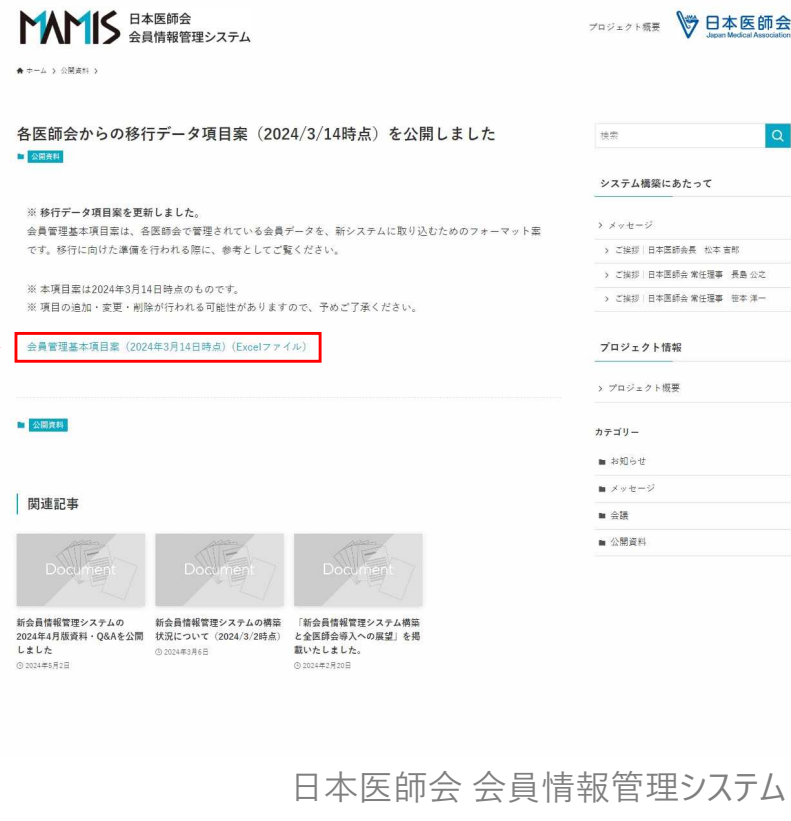 MAMIS 日本医師会
会員情報管理システム
プロジェクト概要
日本医師会
Japan Medical Association
ホーム > 公開資料 >
各医師会からの移行データ項目案（2024/3/14時点）を公開しました
公開資料
※ 移行データ項目案を更新しました。
会員管理基本項目案は、各医師会で管理されている会員データを、新システムに取り込むためのフォーマット案
です。移行に向けた準備を行われる際に、参考としてご覧ください。
※ 本項目案は2024年3月14日時点のものです。
※ 項目の追加・変更・削除が行われる可能性がありますので、予めご了承ください。
会員管理基本項目案（2024年3月14日時点）（Excelファイル）
公開資料
関連記事
Document
新会員情報管理システムの
2024年4月版資料・Q&Aを公開
しました
2024年5月2日
Document
新会員情報管理システムの構築
状況について（2024/3/2時点）
2024年3月6日
Document
「新会員情報管理システム構築
と全医師会導入への展望」を掲
載いたしました。
2024年2月20日
検索
システム構築にあたって
> メッセージ
> ご挨拶｜日本医師会長 松本 吉郎
> ご挨拶｜日本医師会 常任理事 長島 公之
> ご挨拶｜日本医師会 常任理事 笹本 洋一
プロジェクト情報
> プロジェクト概要
カテゴリー
お知らせ
メッセージ
会議
公開資料
日本医師会 会員情報管理システム